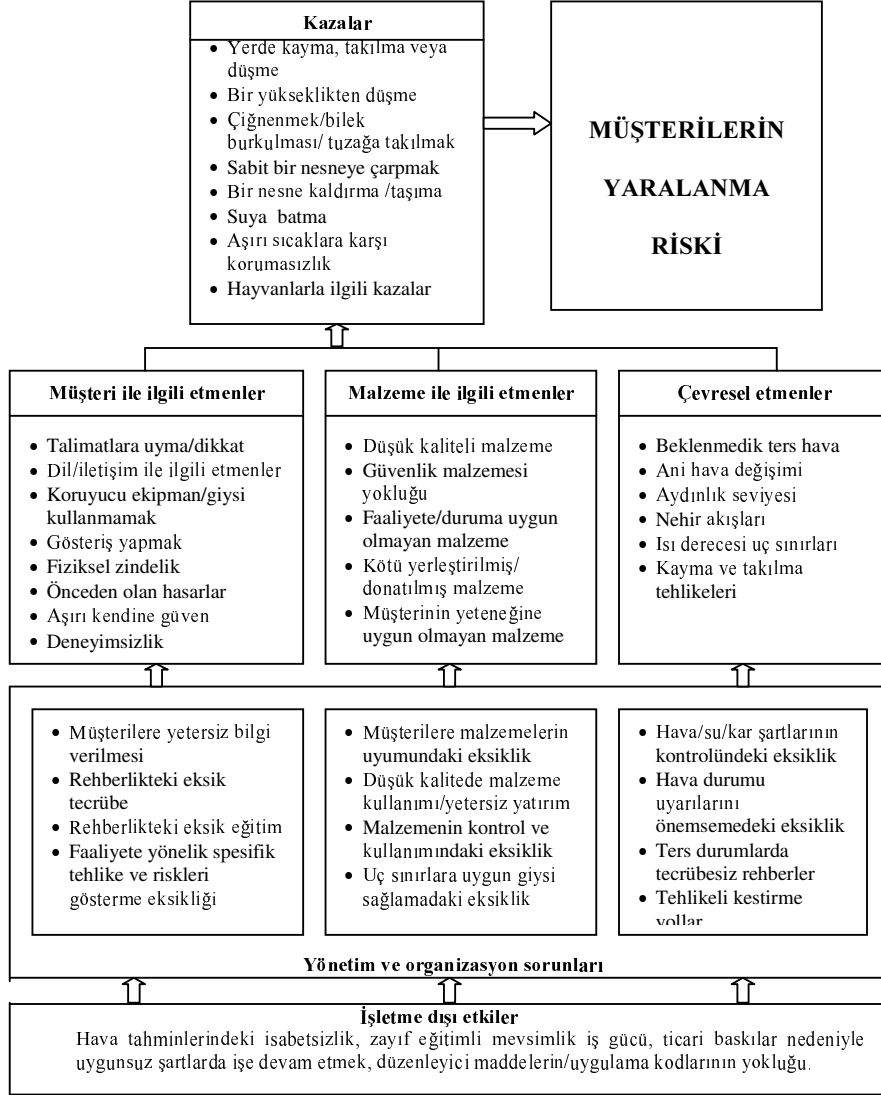 Kazalar
• Yerde kayma, takılma veya
düşme
• Bir yükseklikten düşme
• Çiğnenmek/bilek
burkulması/ tuzağa takılmak
• Sabit bir nesneye çarpmak
• Bir nesne kaldırma /taşıma
• Suya batma
• Aşırı sıcaklara karşı
korumasızlık
• Hayvanlarla ilgili kazalar
MÜŞTERİLERİN
YARALANMA
RİSKİ
Müşteri ile ilgili etmenler
• Talimatlara uyma/dikkat
• Dil/iletişim ile ilgili etmenler
• Koruyucu ekipman/giysi
kullanmamak
• Gösteriş yapmak
• Fiziksel zindelik
• Önceden olan hasarlar
• Aşırı kendine güven
• Deneyimsizlik
Malzeme ile ilgili etmenler
• Düşük kaliteli malzeme
• Güvenlik malzemesi
yokluğu
• Faaliyete/duruma uygun
olmayan malzeme
• Kötü yerleştirilmiş/
donatılmış malzeme
• Müşterinin yeteneğine
uygun olmayan malzeme
Çevresel etmenler
• Beklenmedik ters hava
• Ani hava değişimi
• Aydınlık seviyesi
• Nehir akışları
• Isı derecesi uç sınırları
• Kayma ve takılma
tehlikeleri
• Müşterilere yetersiz bilgi
verilmesi
• Rehberlikteki eksik
tecrübe
• Rehberlikteki eksik eğitim
• Faaliyete yönelik spesifik
tehlike ve riskleri
gösterme eksikliği
• Müşterilere malzemelerin
uyumundaki eksiklik
• Düşük kalitede malzeme
kullanımı/yetersiz yatırım
• Malzemenin kontrol ve
kullanımındaki eksiklik
• Uç sınırlara uygun giysi
sağlamadaki eksiklik
• Hava/su/kar şartlarının
kontrolündeki eksiklik
• Hava durumu
uyarılarını
önemsemedeki eksiklik
• Ters durumlarda
tecrübesiz rehberler
• Tehlikeli kestirme
yollar
Yönetim ve organizasyon sorunları
İşletme dışı etkiler
Hava tahminlerindeki isabetsizlik, zayıf eğitimli mevsimlik iş gücü, ticari baskılar nedeniyle
uygunsuz şartlarda işe devam etmek, düzenleyici maddelerin/uygulama kodlarının yokluğu.